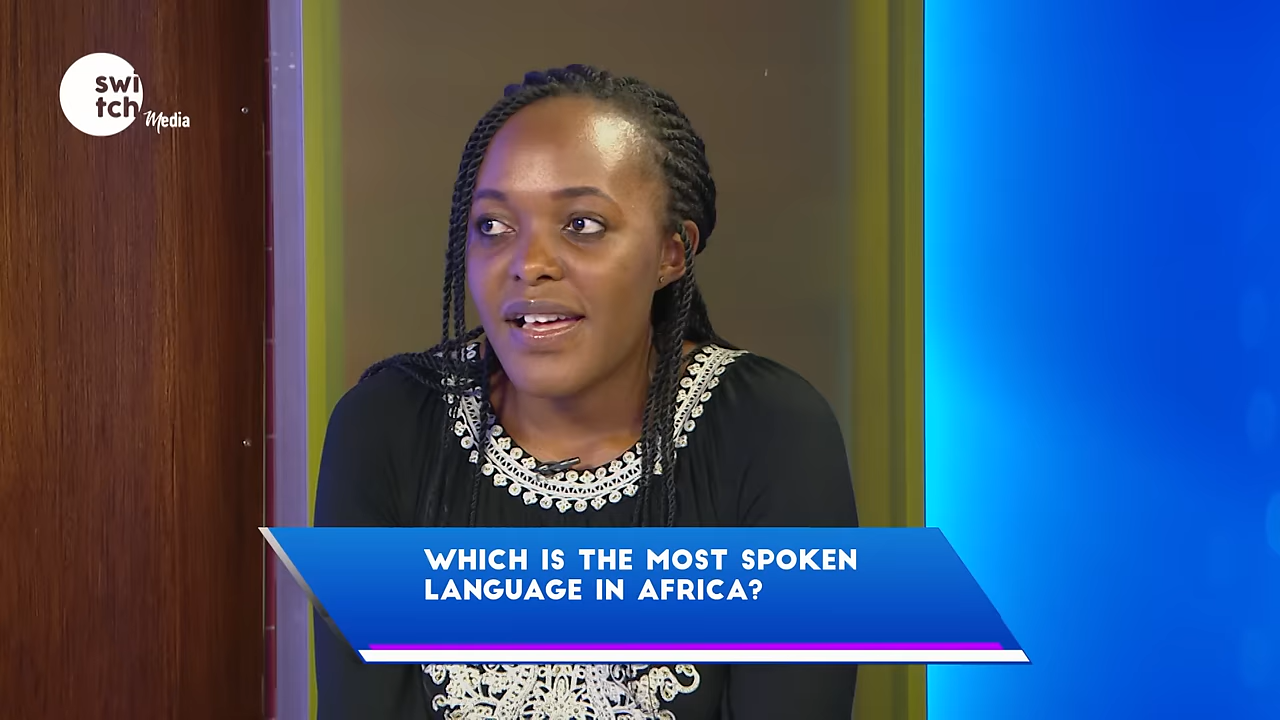 swi
tch
Media
WHICH IS THE MOST SPOKEN
LANGUAGE IN AFRICA?